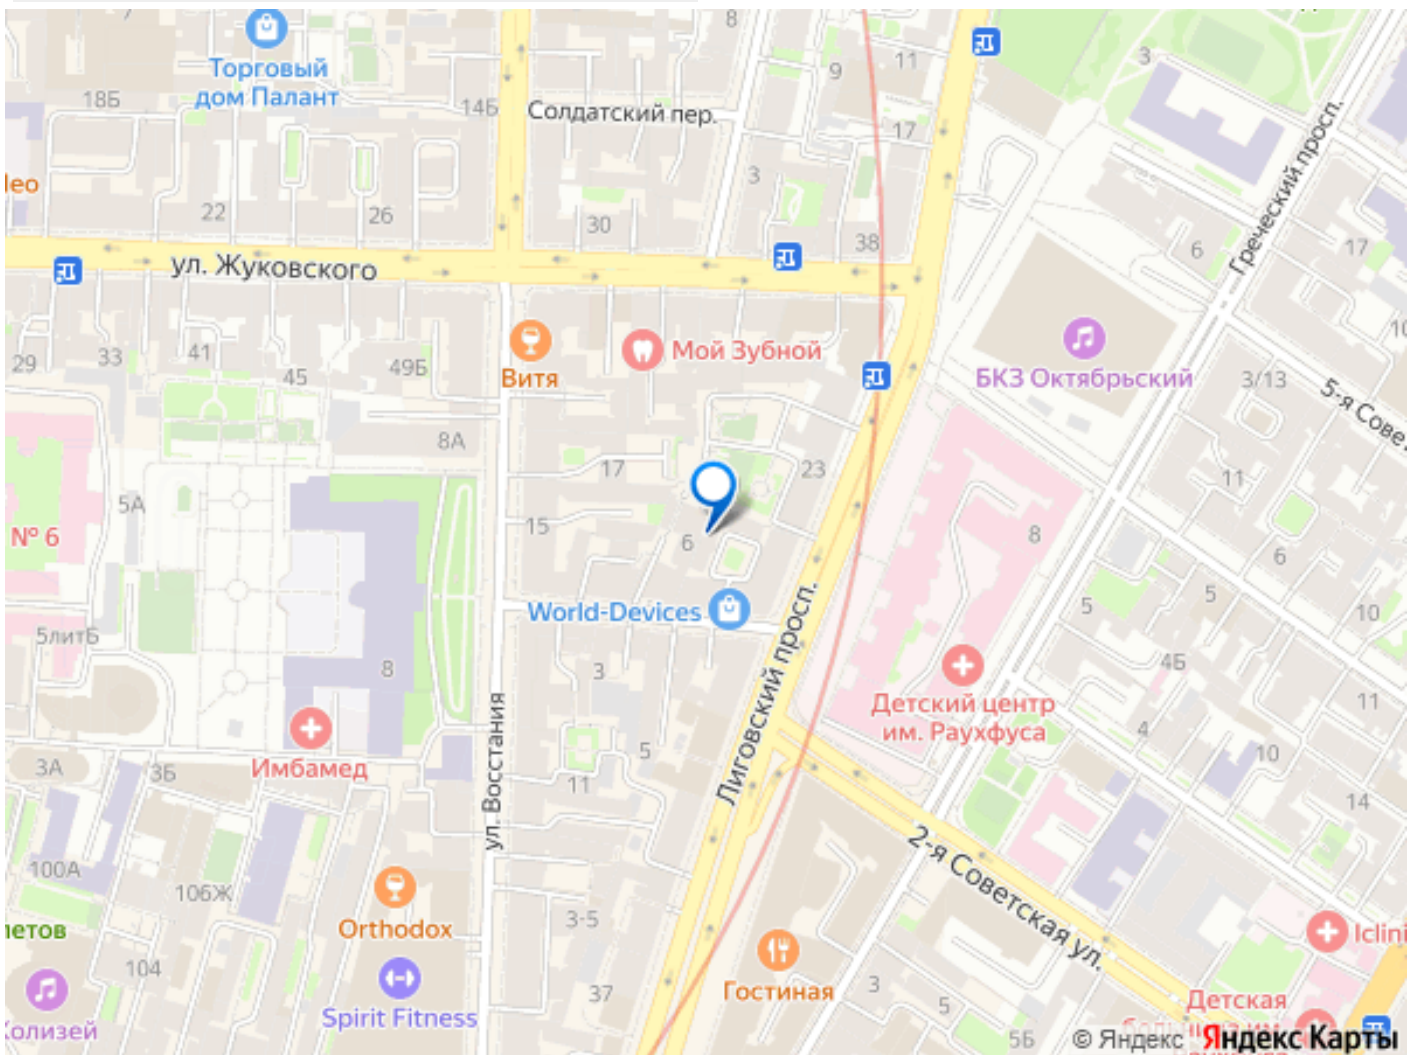 8
3
9
11
Торговый
дом Палант
18Б
14Б
Солдатский пер.
17
Греческий просп.
3
22
26
30
38
6
17
ул. Жуковского
29
33
41
45
49Б
Витя
Мой Зубной
БКЗ Октябрьский
3/13
5-я Сове
8А
17
23
11
5А
№ 6
15
6
8
6
World-Devices
5
5
10
5литБ
8
3
Лиговский просп.
4Б
Детский центр
им. Раухфуса
11
ул. Восстания
5
4
10
3А
3Б
Имбамед
11
14
2-я Советская ул.
100А
106Ж
Orthodox
3-5
летов
Iclini
104
Spirit Fitness
37
Гостиная
3
5
Колизей
5Б
Детская
© Яндекс Яндекс Карты